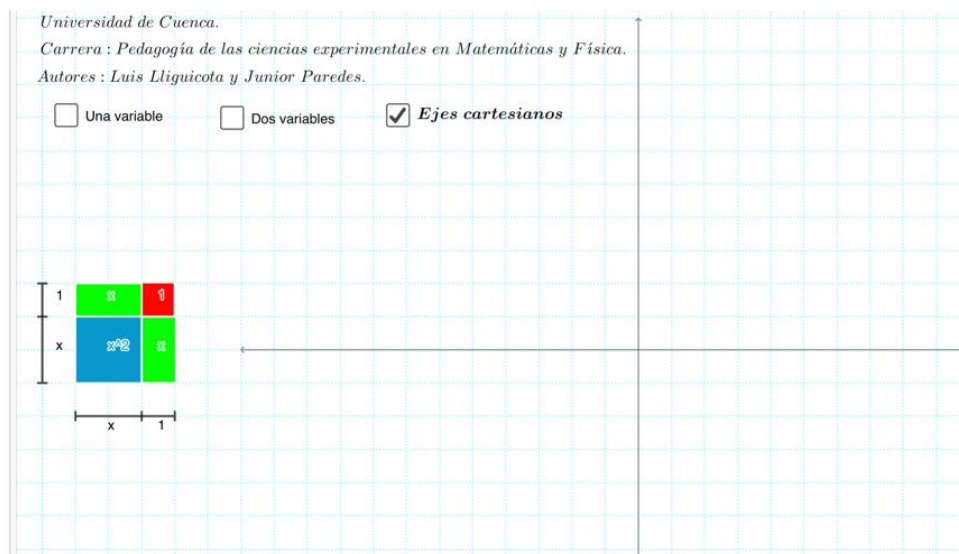 Universidad de Cuenca.
Carrera : Pedagogía de las ciencias experimentales en Matemáticas y Física.
Autores : Luis Lliguicota y Junior Paredes.
Una variable Dos variables Ejes cartesianos
1 x 1
x x^2 x
x 1